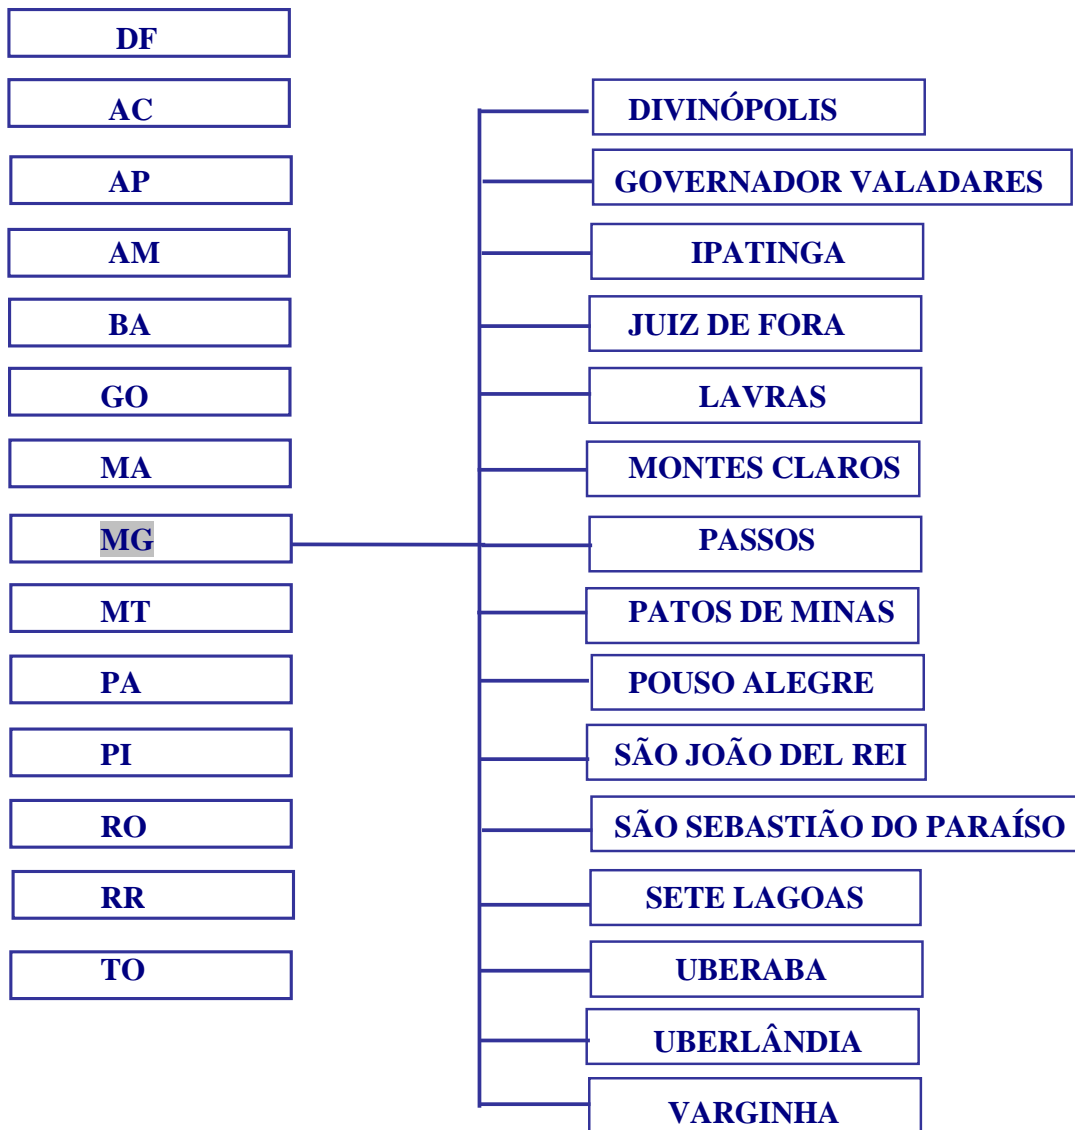 DF
AC
AP
AM
BA
GO
MA
MG
MT
PA
PI
RO
RR
TO
DIVINÓPOLIS
GOVERNADOR VALADARES
IPATINGA
JUIZ DE FORA
LAVRAS
MONTES CLAROS
PASSOS
PATOS DE MINAS
POUSO ALEGRE
SÃO JOÃO DEL REI
SÃO SEBASTIÃO DO PARAÍSO
SETE LAGOAS
UBERABA
UBERLÂNDIA
VARGINHA